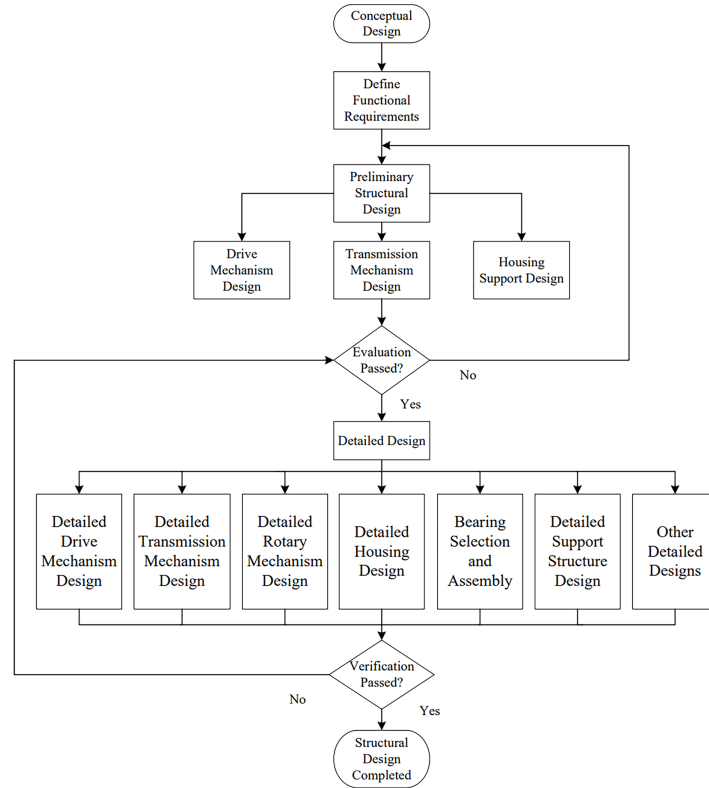 Conceptual
Design
Define
Functional
Requirements
Preliminary
Structural
Design
Drive
Mechanism
Design
Transmission
Mechanism
Design
Housing
Support Design
Evaluation
Passed?
No
Yes
Detailed Design
Detailed
Drive
Mechanism
Design
Detailed
Transmission
Mechanism
Design
Detailed
Rotary
Mechanism
Design
Detailed
Housing
Design
Bearing
Selection
and
Assembly
Detailed
Support
Structure
Design
Other
Detailed
Designs
Verification
Passed?
No
Yes
Structural
Design
Completed